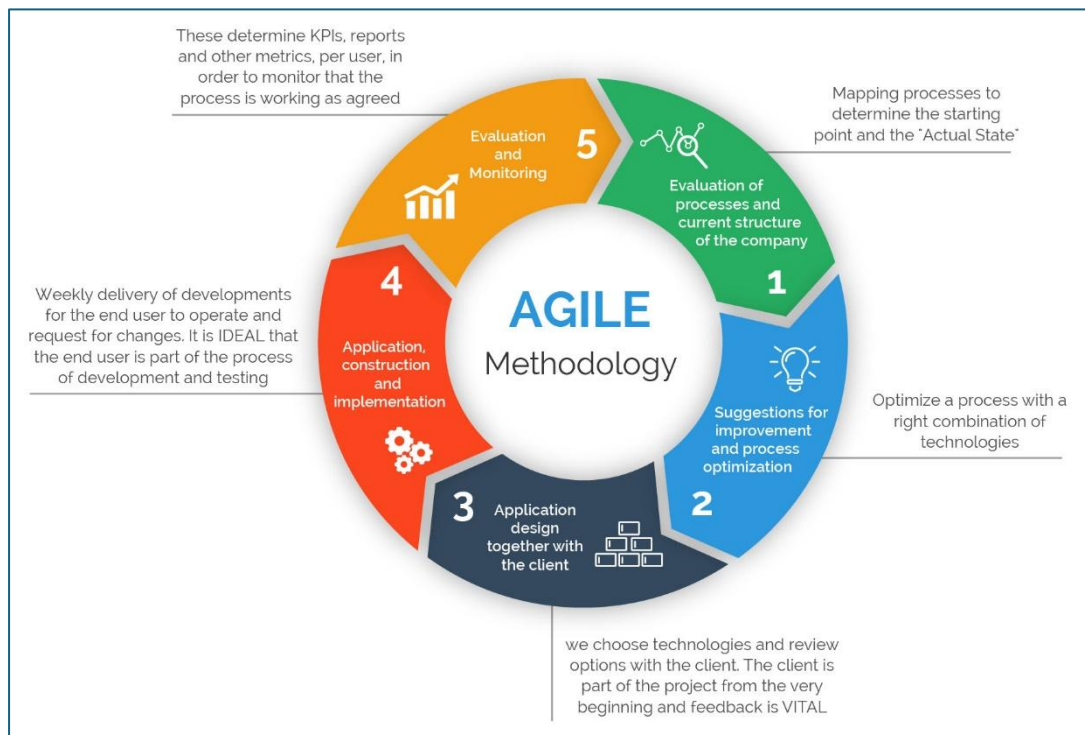 These determine KPIs, reports
and other metrics, per user, in
order to monitor that the
process is working as agreed
Mapping processes to
determine the starting
point and the "Actual State"
Evaluation
and
Monitoring
5
Evaluation of
processes and
current structure
of the company
1
AGILE
Methodology
Weekly delivery of developments
for the end user to operate and
request for changes. It is IDEAL that
the end user is part of the process
of development and testing
4
Application,
construction
and
implementation
Suggestions for
improvement
and process
optimization
2
Optimize a process with a
right combination of
technologies
3
Application
design
together with
the client
we choose technologies and review
options with the client. The client is
part of the project from the very
beginning and feedback is VITAL